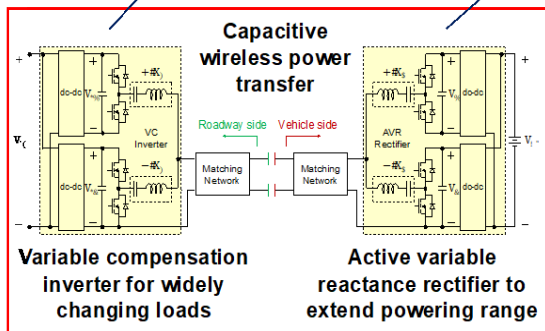 Capacitive
wireless power
transfer
dc-dc
VC
Inverter
dc-dc
Roadway side
Vehicle side
Matching
Network
Matching
Network
AVR
Rectifier
dc-dc
dc-dc
Variable compensation
inverter for widely
changing loads
Active variable
reactance rectifier to
extend powering range